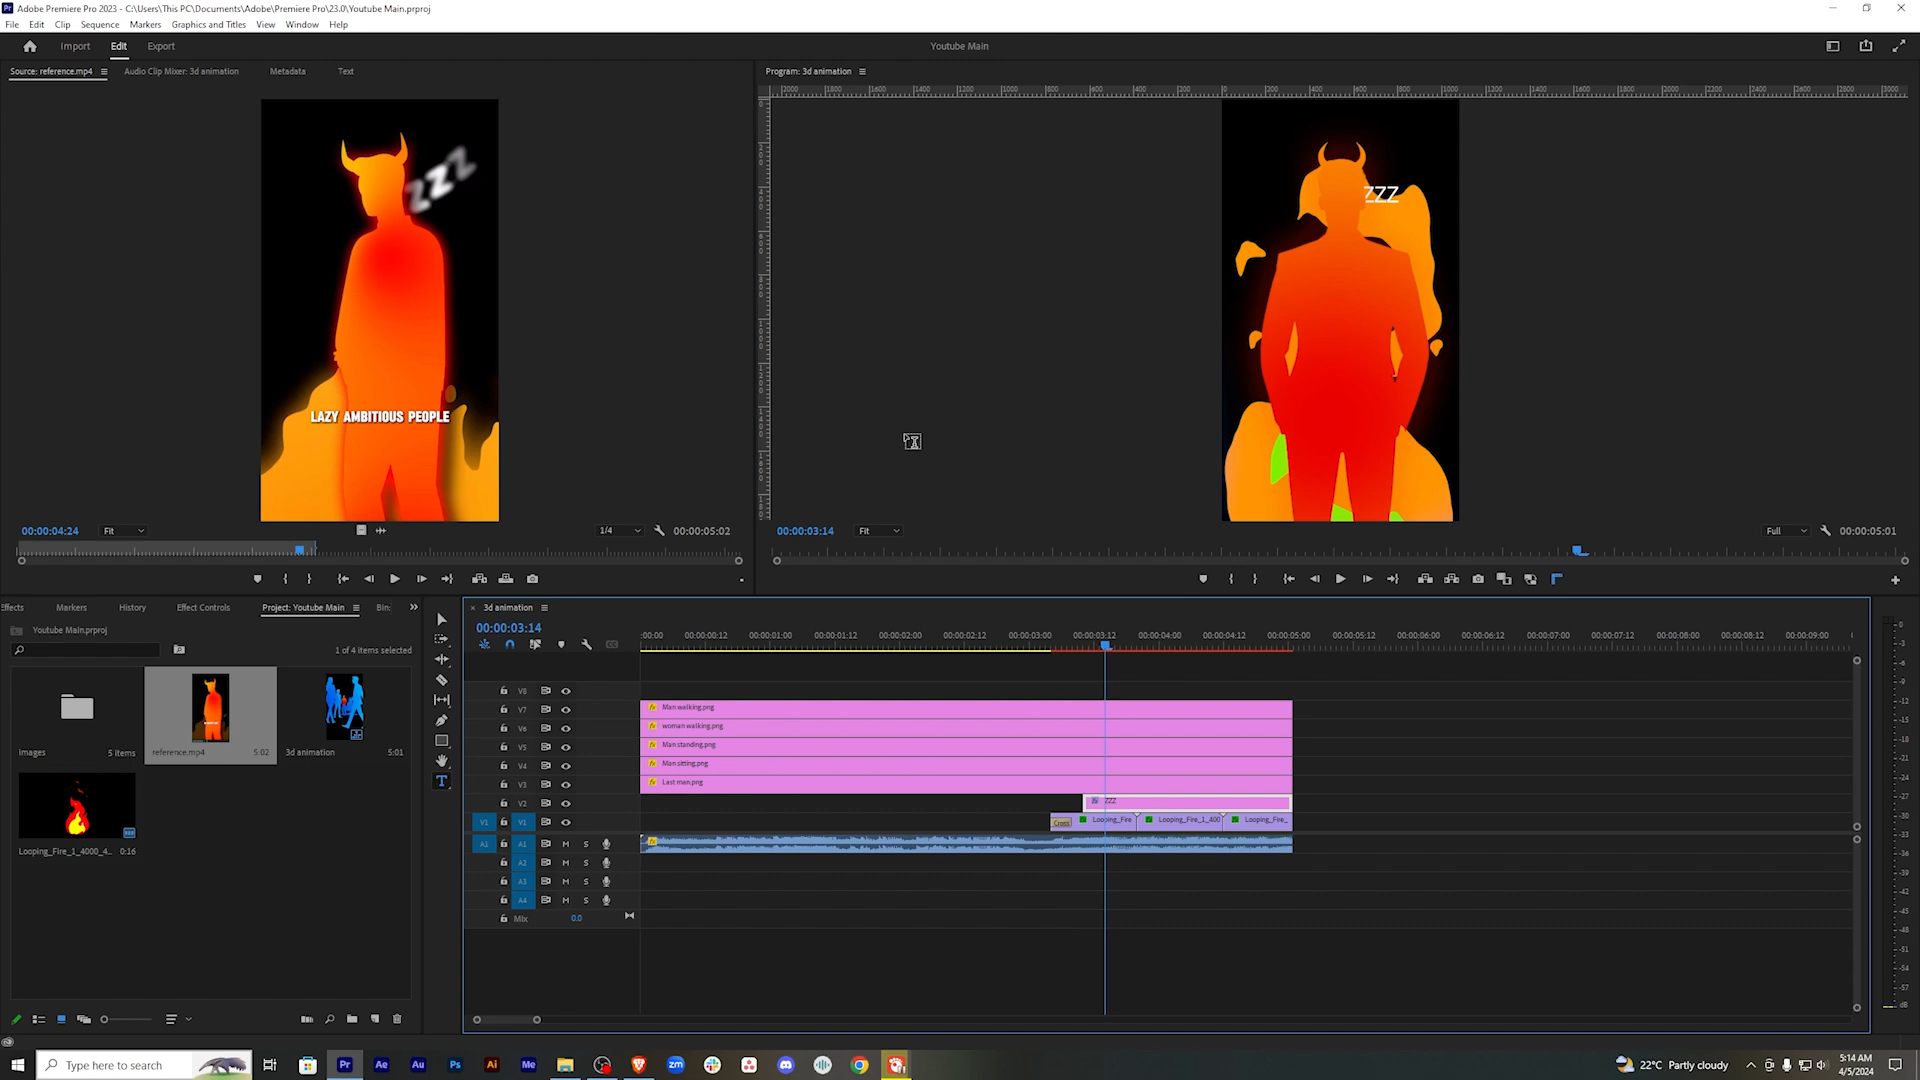 Adobe Premiere Pro 2023 - C:\Users\This PC\Documents\Adobe\Premiere Pro\23.0\Youtube Main.prproj
File Edit Clip Sequence Markers Graphics and Titles View Window Help
Import Edit Export
Youtube Main
Source: reference.mp4 Audio Clip Mixer: 3d animation Metadata Text
Program: 3d animation
ZZZ
LAZY AMBITIOUS PEOPLE
ZZZ
00:00:04:24 Fit 1/4 00:00:05:02
00:00:03:14 Fit Full 00:00:05:01
Effects Markers History Effect Controls Project: Youtube Main Bin:
Youtube Main.prproj
1 of 4 items selected
images 5 items
reference.mp4 5:02
3d animation 5:01
Looping_Fire_1_4000_4... 0:16
3d animation
00:00:03:14
:00:00 00:00:00:12 00:00:01:00 00:00:01:12 00:00:02:00 00:00:02:12 00:00:03:00 00:00:03:12 00:00:04:00 00:00:04:12 00:00:05:00 00:00:05:12 00:00:06:00 00:00:06:12 00:00:07:00 00:00:07:12 00:00:08:00 00:00:08:12 00:00:09:00
V8
V7 Man walking.png
V6 woman walking.png
V5 Man standing.png
V4 Man sitting.png
V3 Last man.png
V2 ZZZ
V1 V1 Cross Looping_Fire Looping_Fire_1_400 Looping_Fire_
A1 A1 M S
A2 M S
A3 M S
A4 M S
Mix 0.0
Type here to search
22°C Partly cloudy
5:14 AM
4/5/2024